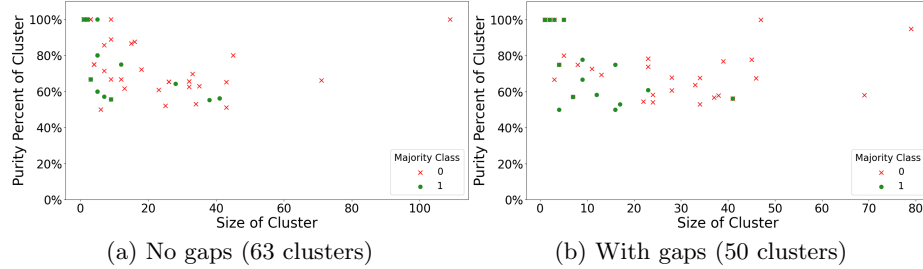 Purity Percent of Cluster
100%
80%
60%
40%
20%
0%
0 20 40 60 80 100
Size of Cluster
Majority Class
0
1
(a) No gaps (63 clusters)
Purity Percent of Cluster
100%
80%
60%
40%
20%
0%
0 10 20 30 40 50 60 70 80
Size of Cluster
Majority Class
0
1
(b) With gaps (50 clusters)